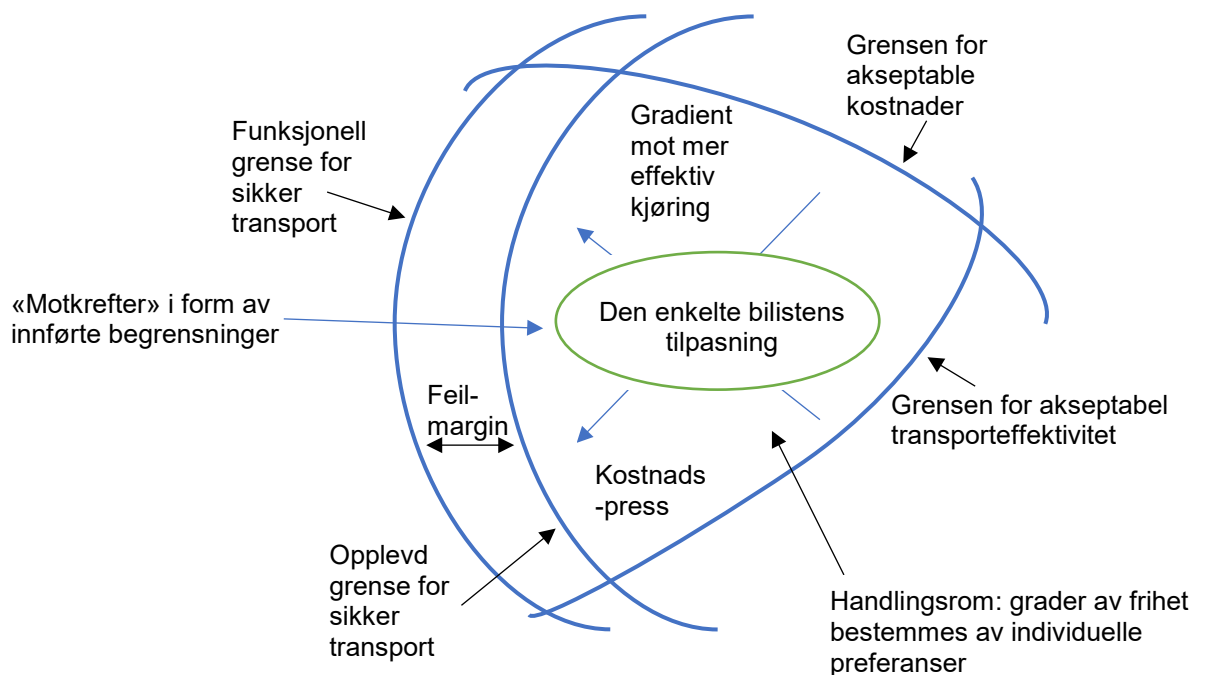 Grensen for
akseptable
kostnader
Funksjonell
grense for
sikker
transport
Gradient
mot mer
effektiv
kjøring
«Motkrefter» i form av
innførte begrensninger
Den enkelte bilistens
tilpasning
Feil-
margin
Grensen for akseptabel
transporteffektivitet
Kostnads
-press
Opplevd
grense for
sikker
transport
Handlingsrom: grader av frihet
bestemmes av individuelle
preferanser